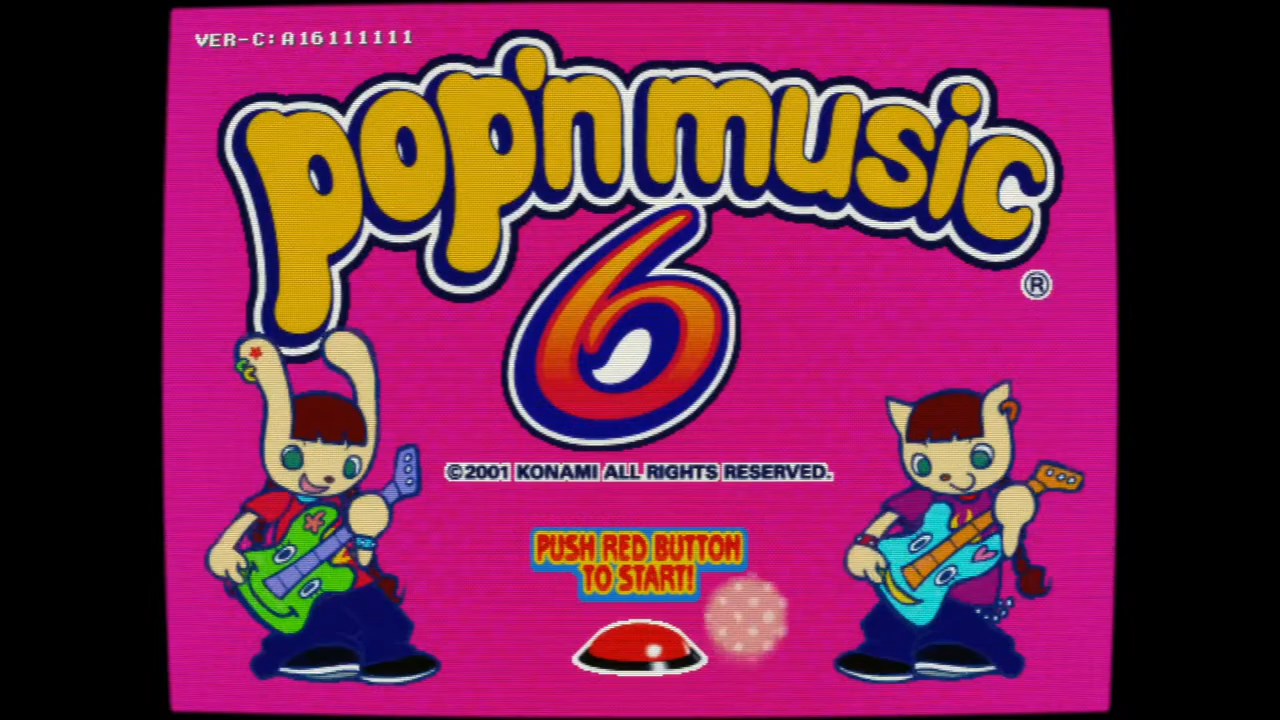 VER-C:A16111111
pop'n music
6
®
©2001 KONAMI ALL RIGHTS RESERVED.
PUSH RED BUTTON
TO START!